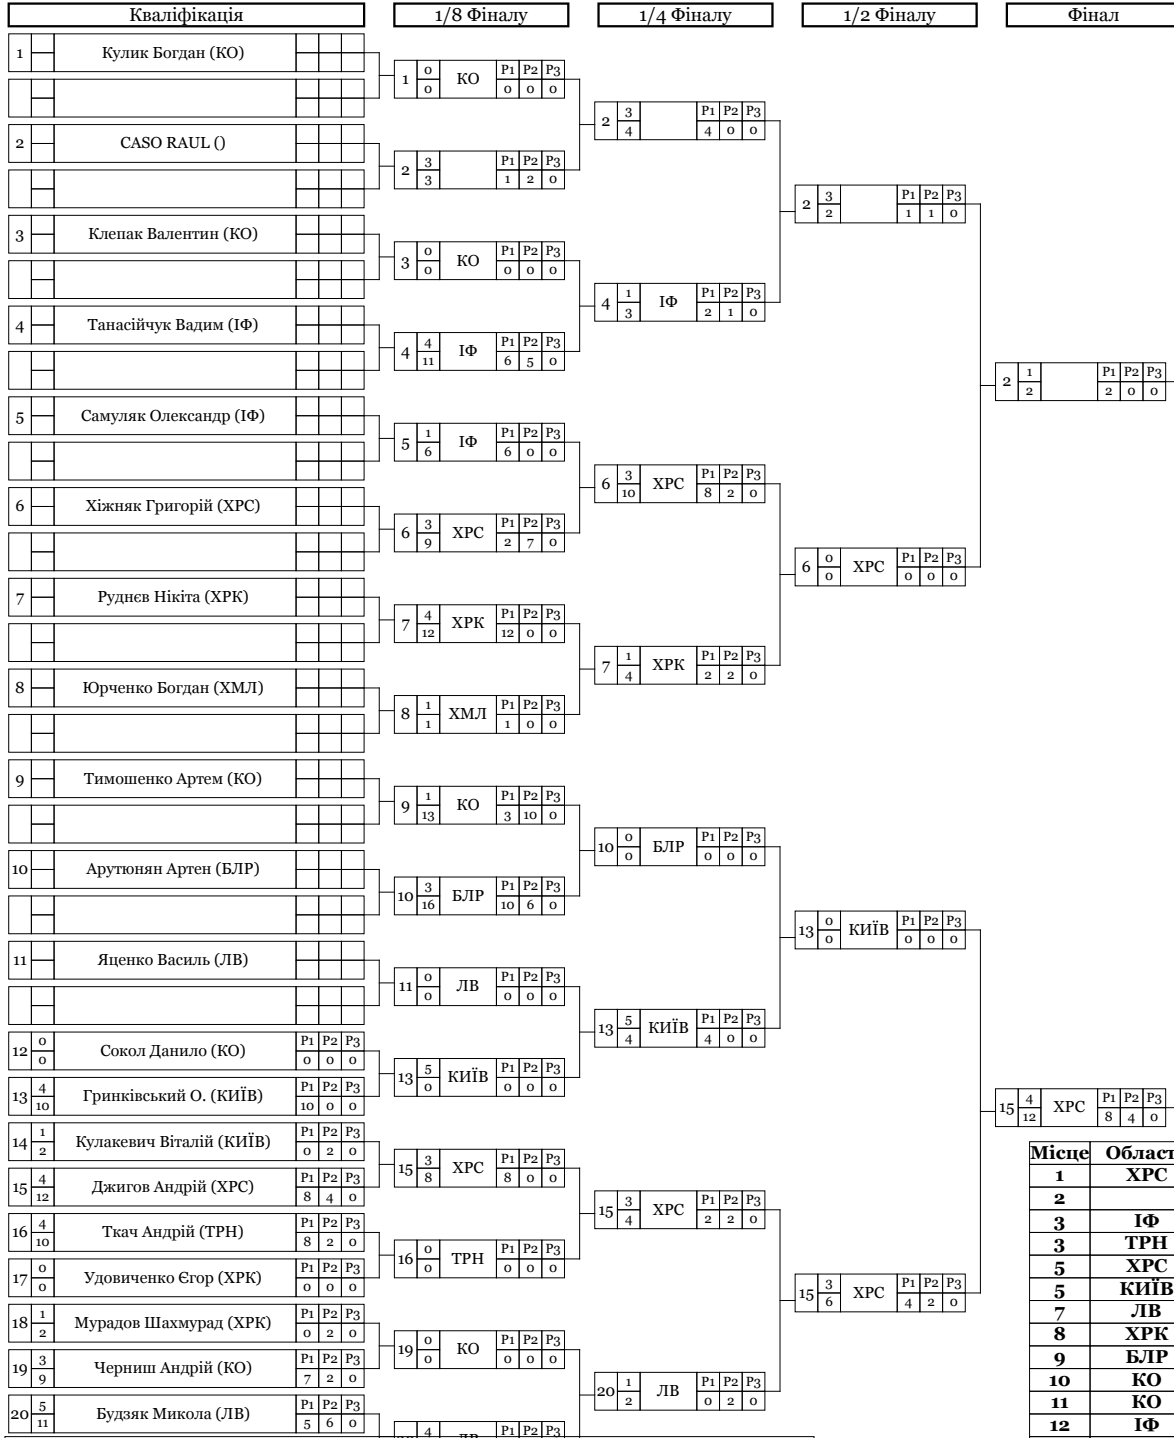 Кваліфікація 1/8 Фіналу 1/4 Фіналу 1/2 Фіналу Фінал
1 Кулик Богдан (КО)
1 0 0 КО P1 P2 P3 0 0 0
2 3 4 P1 P2 P3 4 0 0
2 CASO RAUL ()
2 3 3 P1 P2 P3 1 2 0
2 3 2 P1 P2 P3 1 1 0
3 Клепак Валентин (КО)
3 0 0 КО P1 P2 P3 0 0 0
4 1 3 ІФ P1 P2 P3 2 1 0
4 Танасійчук Вадим (ІФ)
4 4 11 ІФ P1 P2 P3 6 5 0
2 1 2 P1 P2 P3 2 0 0
5 Самуляк Олександр (ІФ)
5 1 6 ІФ P1 P2 P3 6 0 0
6 3 10 ХРС P1 P2 P3 8 2 0
6 Хіжняк Григорій (ХРС)
6 3 9 ХРС P1 P2 P3 2 7 0
6 0 0 ХРС P1 P2 P3 0 0 0
7 Руднєв Нікіта (ХРК)
7 4 12 ХРК P1 P2 P3 12 0 0
7 1 4 ХРК P1 P2 P3 2 2 0
8 Юрченко Богдан (ХМЛ)
8 1 1 ХМЛ P1 P2 P3 1 0 0
9 Тимошенко Артем (КО)
9 1 13 КО P1 P2 P3 3 10 0
10 0 0 БЛР P1 P2 P3 0 0 0
10 Арутюнян Артен (БЛР)
10 3 16 БЛР P1 P2 P3 10 6 0
13 0 0 КИЇВ P1 P2 P3 0 0 0
11 Яценко Василь (ЛВ)
11 0 0 ЛВ P1 P2 P3 0 0 0
13 5 4 КИЇВ P1 P2 P3 4 0 0
12 0 0 Сокол Данило (КО) P1 P2 P3 0 0 0
13 5 0 КИЇВ P1 P2 P3 0 0 0
13 4 10 Гринківський О. (КИЇВ) P1 P2 P3 10 0 0
15 4 12 ХРС P1 P2 P3 8 4 0
14 1 2 Кулакевич Віталій (КИЇВ) P1 P2 P3 0 2 0
15 3 8 ХРС P1 P2 P3 8 0 0
15 4 12 Джигов Андрій (ХРС) P1 P2 P3 8 4 0
15 3 4 ХРС P1 P2 P3 2 2 0
16 4 10 Ткач Андрій (ТРН) P1 P2 P3 8 2 0
16 0 0 ТРН P1 P2 P3 0 0 0
17 0 0 Удовиченко Єгор (ХРК) P1 P2 P3 0 0 0
15 3 6 ХРС P1 P2 P3 4 2 0
18 1 2 Мурадов Шахмурад (ХРК) P1 P2 P3 0 2 0
19 0 0 КО P1 P2 P3 0 0 0
19 3 9 Черниш Андрій (КО) P1 P2 P3 7 2 0
20 1 2 ЛВ P1 P2 P3 0 2 0
20 5 11 Будзяк Микола (ЛВ) P1 P2 P3 5 6 0
4 P1 P2 P3
Місце Област
1 ХРС
2
3 ІФ
3 ТРН
5 ХРС
5 КИЇВ
7 ЛВ
8 ХРК
9 БЛР
10 КО
11 КО
12 ІФ